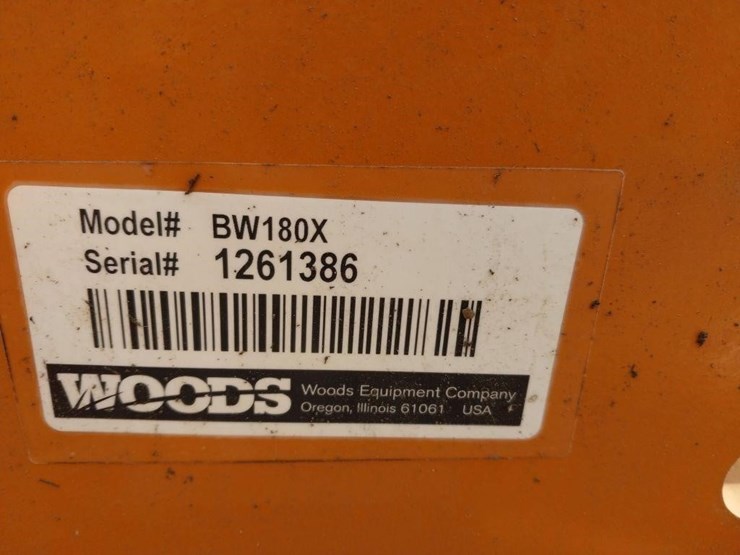 Model# BW180X
Serial# 1261386
WOODS
Woods Equipment Company
Oregon, Illinois 61061 USA